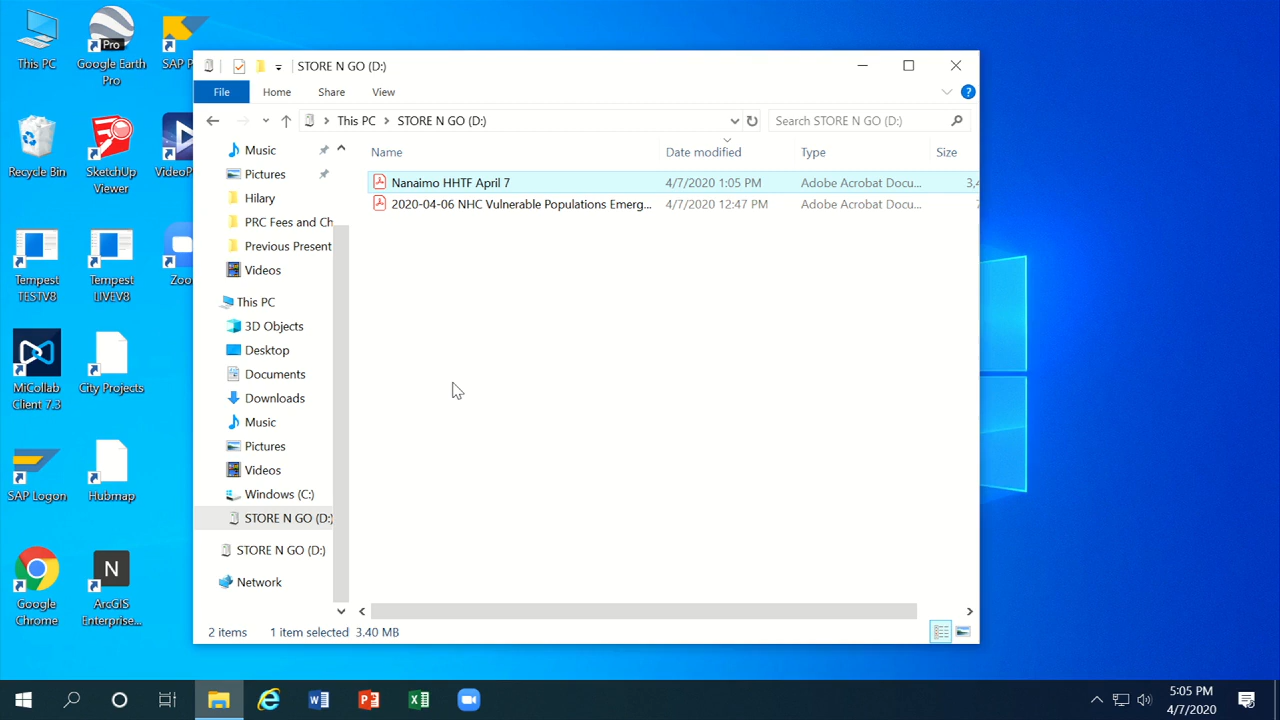 This PC
Pro
Google Earth
Pro
SAP P
Recycle Bin
SketchUp
Viewer
VideoP
Tempest
TESTV8
Tempest
LIVEV8
Zoo
MiCollab
Client 7.3
City Projects
SAP Logon
Hubmap
Google
Chrome
N
ArcGIS
Enterprise...
STORE N GO (D:)
File
Home
Share
View
?
This PC
STORE N GO (D:)
Search STORE N GO (D:)
Name
Date modified
Type
Size
Nanaimo HHTF April 7
4/7/2020 1:05 PM
Adobe Acrobat Docu...
3,4
2020-04-06 NHC Vulnerable Populations Emerg...
4/7/2020 12:47 PM
Adobe Acrobat Docu...
Music
Pictures
Hilary
PRC Fees and Ch
Previous Present
Videos
This PC
3D Objects
Desktop
Documents
Downloads
Music
Pictures
Videos
Windows (C:)
STORE N GO (D:)
STORE N GO (D:)
Network
2 items
1 item selected 3.40 MB
5:05 PM
4/7/2020